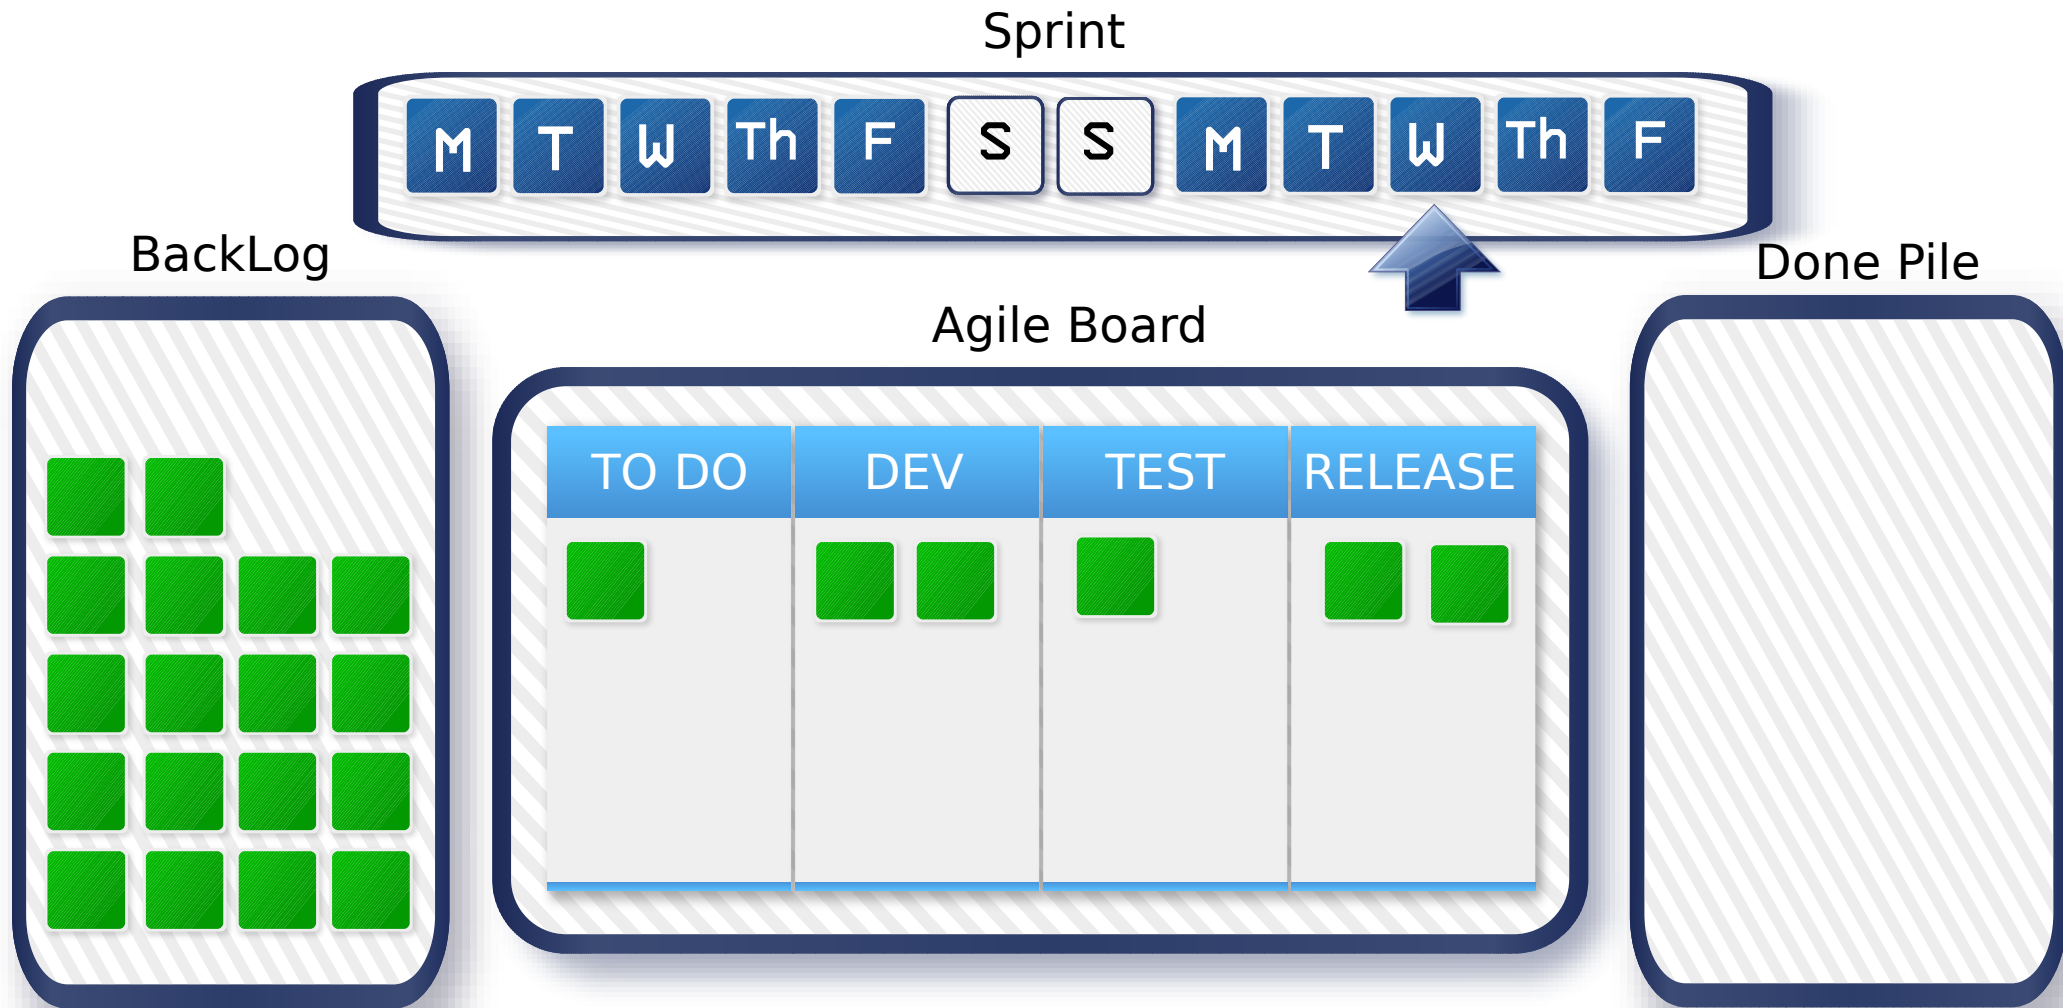 Sprint
M T W Th F S S M T W Th F
BackLog
Done Pile
Agile Board
TO DO DEV TEST RELEASE